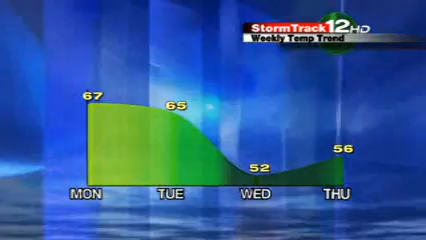 StormTrack 12 HD
Weekly Temp Trend
67
65
52
56
MON TUE WED THU